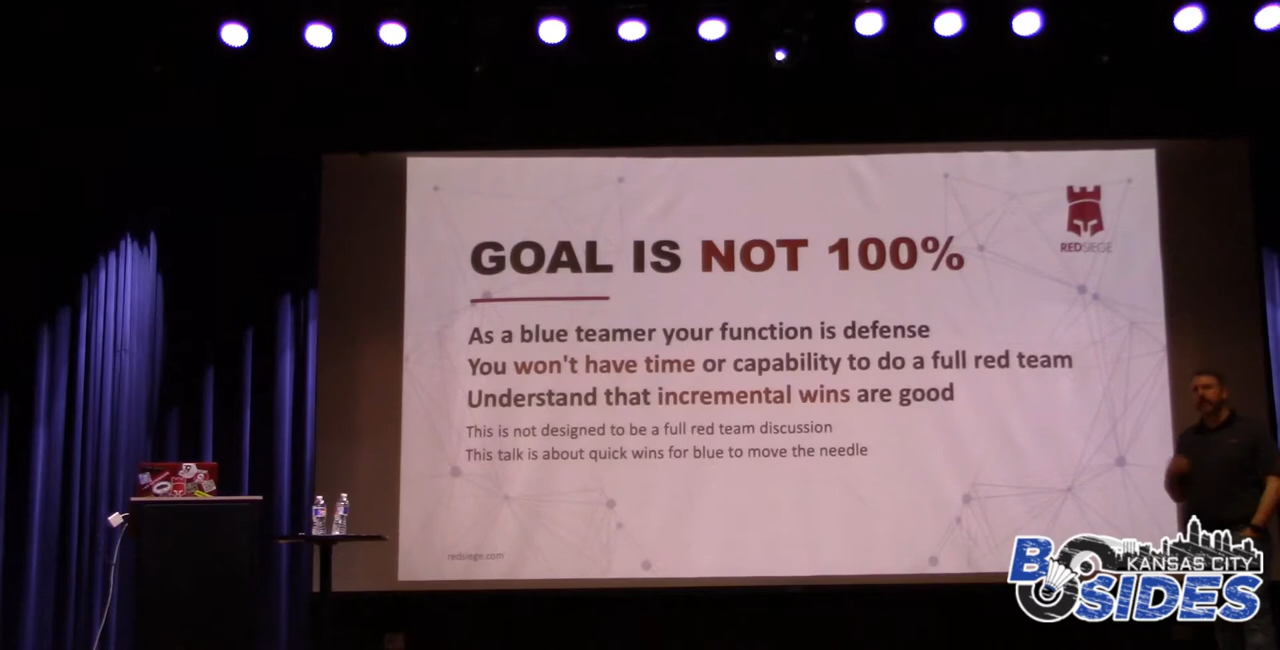 REDSIEGE
GOAL IS NOT 100%
As a blue teamer your function is defense
You won't have time or capability to do a full red team
Understand that incremental wins are good
This is not designed to be a full red team discussion
This talk is about quick wins for blue to move the needle
redsiege.com
BSIDES
KANSAS CITY